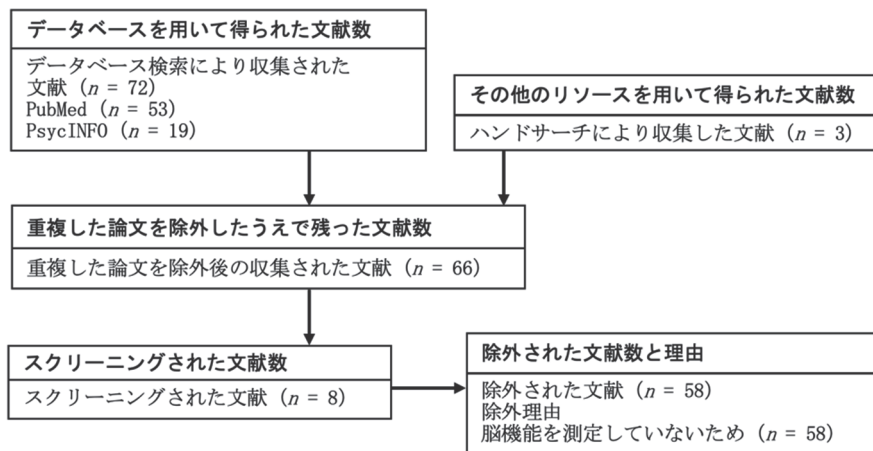 データベースを用いて得られた文献数
データベース検索により収集された
文献 (n = 72)
PubMed (n = 53)
PsycINFO (n = 19)
その他のリソースを用いて得られた文献数
ハンドサーチにより収集した文献 (n = 3)
重複した論文を除外したうえで残った文献数
重複した論文を除外後の収集された文献 (n = 66)
スクリーニングされた文献数
スクリーニングされた文献 (n = 8)
除外された文献数と理由
除外された文献 (n = 58)
除外理由
脳機能を測定していないため (n = 58)